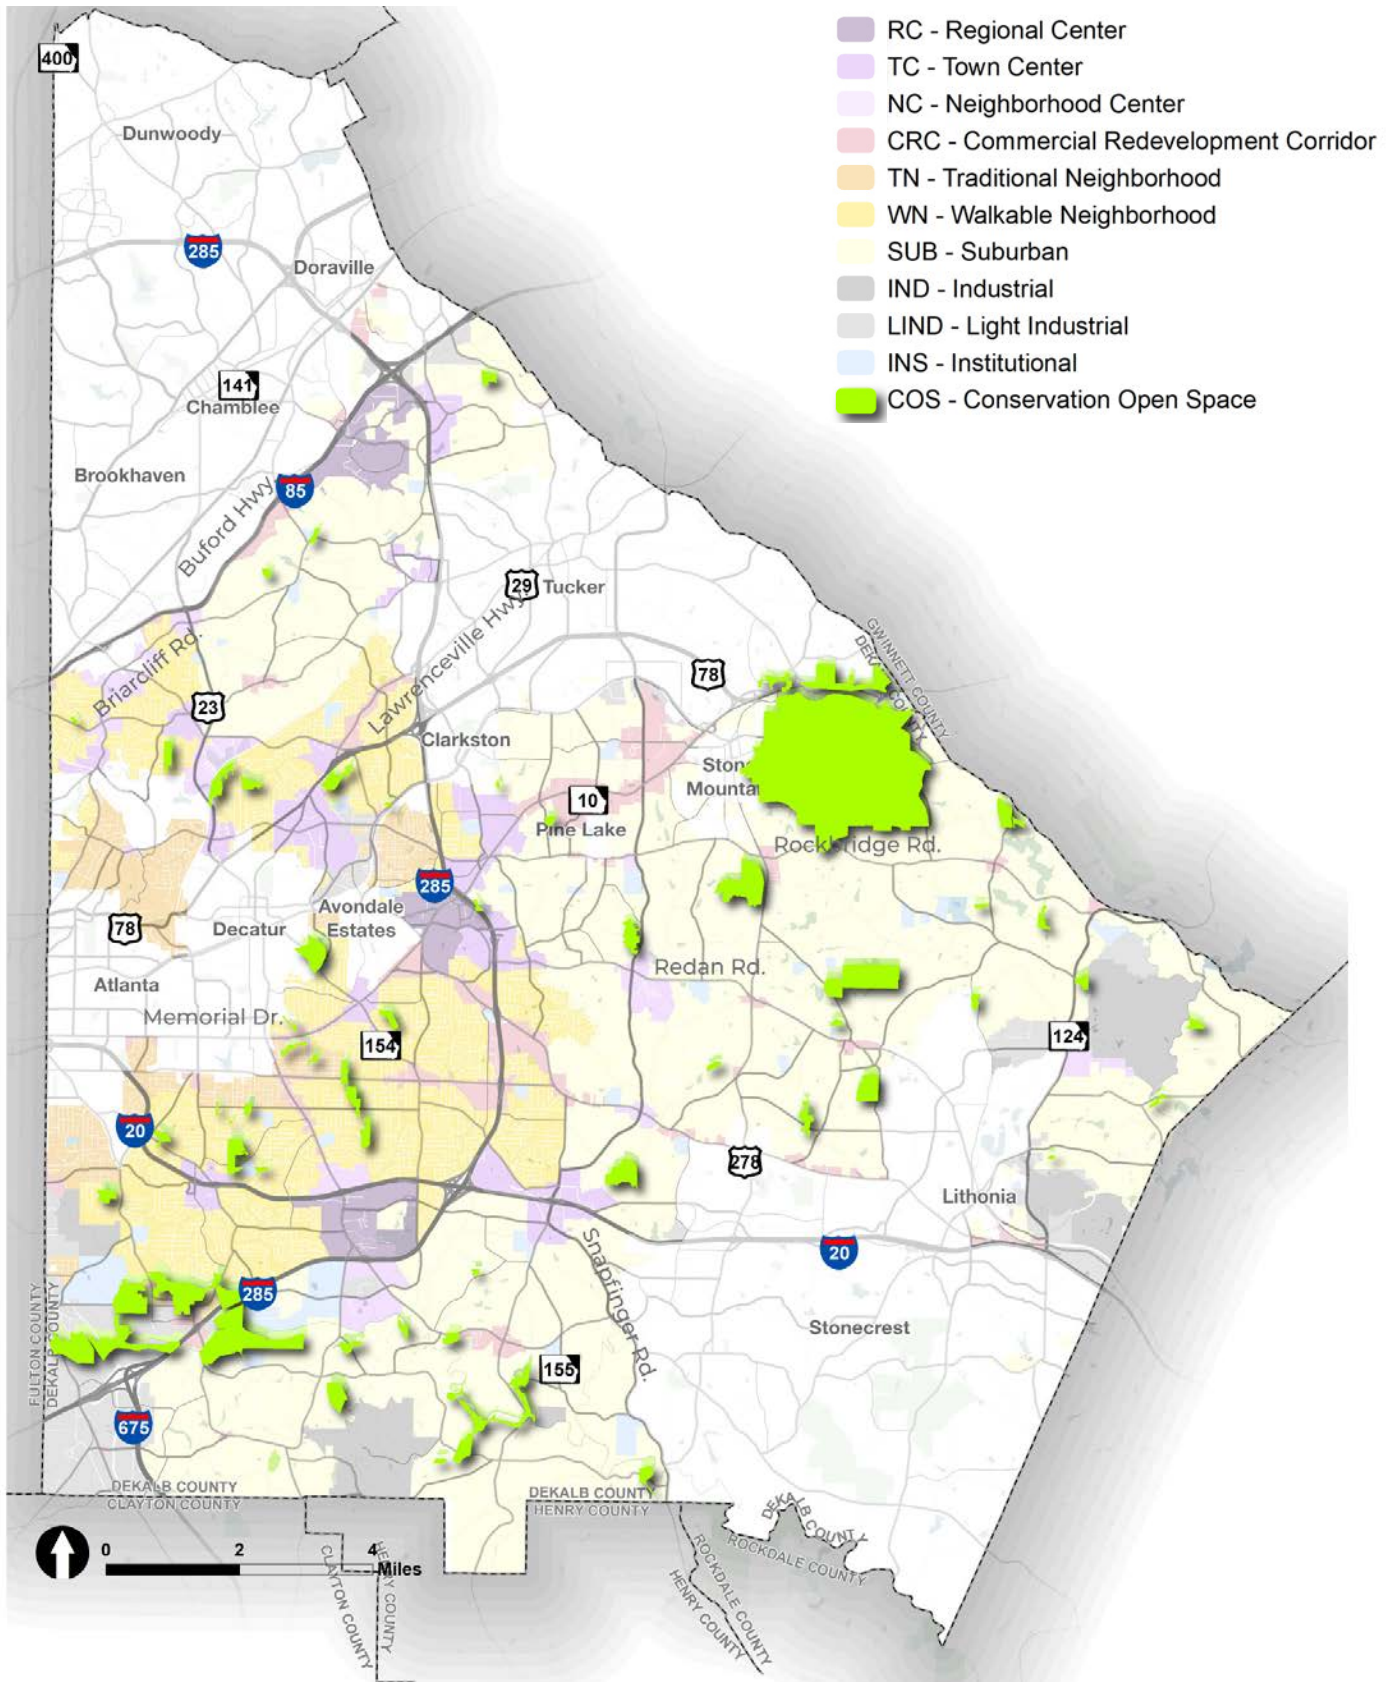 RC - Regional Center
TC - Town Center
NC - Neighborhood Center
CRC - Commercial Redevelopment Corridor
TN - Traditional Neighborhood
WN - Walkable Neighborhood
SUB - Suburban
IND - Industrial
LIND - Light Industrial
INS - Institutional
COS - Conservation Open Space
400
Dunwoody
285
Doraville
141
Chamblee
Brookhaven
85
Buford Hwy.
29 Tucker
Briarcliff Rd.
Lawrenceville Hwy.
GWINNETT COUNTY
DEKA COUNTY
78
23
Clarkston
Ston
Mounta
10
Pine Lake
Rockbridge Rd.
285
Avondale
Estates
78
Decatur
Redan Rd.
Atlanta
Memorial Dr.
154
124
20
278
Lithonia
20
Snapfinger Rd.
285
FULTON COUNTY
DEKALB COUNTY
Stonecrest
155
675
DEKALB COUNTY
CLAYTON COUNTY
DEKALB COUNTY
HENRY COUNTY
DEKALB COUNTY
ROCKDALE COUNTY
0 2 4
Miles
CLAYTON COUNTY
HENRY COUNTY
ROCKDALE COUNTY
HENRY COUNTY